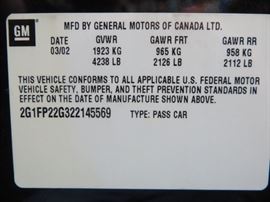 GM
MFD BY GENERAL MOTORS OF CANADA LTD.
DATE GVWR GAWR FRT GAWR RR
03/02 1923 KG 965 KG 958 KG
4238 LB 2126 LB 2112 LB
THIS VEHICLE CONFORMS TO ALL APPLICABLE U.S. FEDERAL MOTOR
VEHICLE SAFETY, BUMPER, AND THEFT PREVENTION STANDARDS IN
EFFECT ON THE DATE OF MANUFACTURE SHOWN ABOVE.
2G1FP22G322145569 TYPE: PASS CAR